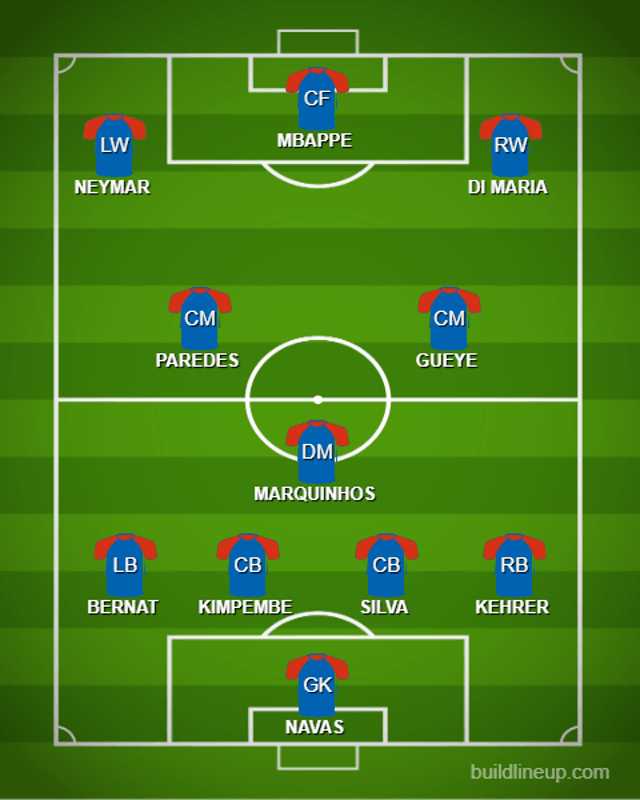 CF
MBAPPE
LW
RW
NEYMAR
DI MARIA
CM
CM
PAREDES
GUEYE
DM
MARQUINHOS
LB
CB
CB
RB
BERNAT
KIMPEMBE
SILVA
KEHRER
GK
NAVAS
buildlineup.com